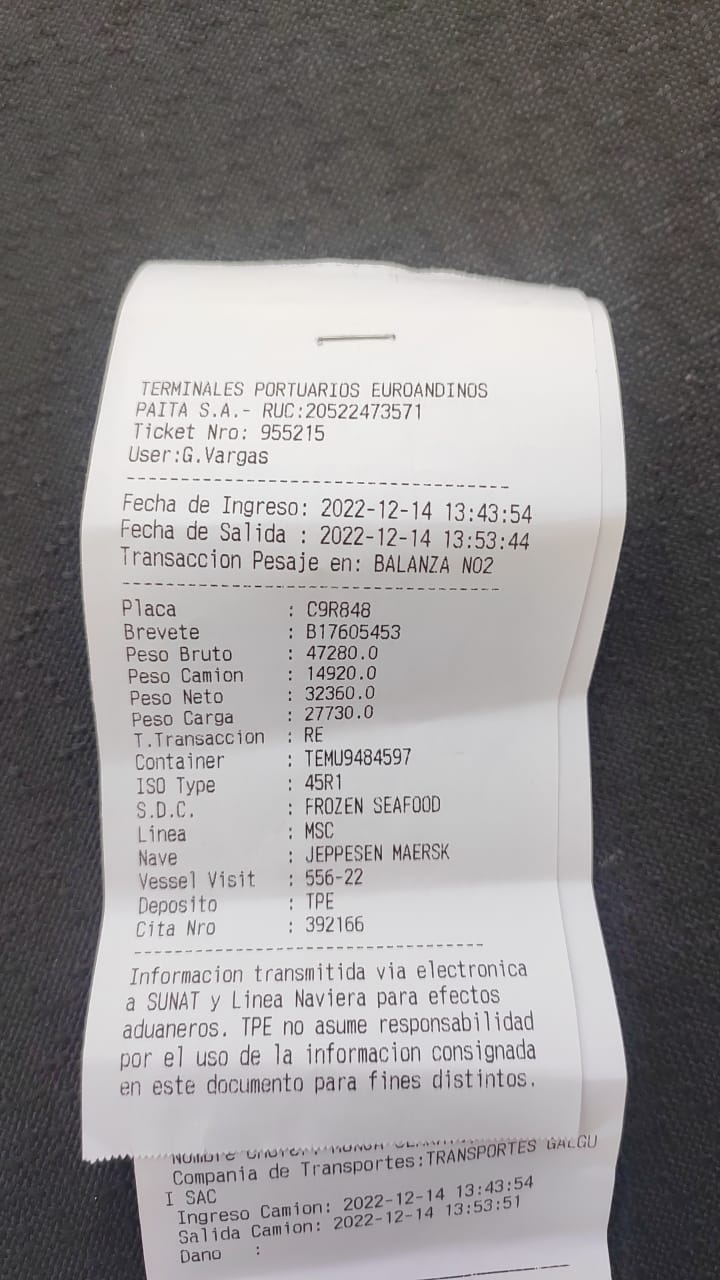 TERMINALES PORTUARIOS EUROANDINOS
PAITA S.A.- RUC:20522473571
Ticket Nro: 955215
User:G.Vargas
----------------------------------
Fecha de Ingreso: 2022-12-14 13:43:54
Fecha de Salida : 2022-12-14 13:53:44
Transaccion Pesaje en: BALANZA NO2
----------------------------------
Placa : C9R848
Brevete : B17605453
Peso Bruto : 47280.0
Peso Camion : 14920.0
Peso Neto : 32360.0
Peso Carga : 27730.0
T.Transaccion : RE
Container : TEMU9484597
ISO Type : 45R1
S.D.C. : FROZEN SEAFOOD
Linea : MSC
Nave : JEPPESEN MAERSK
Vessel Visit : 556-22
Deposito : TPE
Cita Nro : 392166
----------------------------------
Informacion transmitida via electronica
a SUNAT y Linea Naviera para efectos
aduaneros. TPE no asume responsabilidad
por el uso de la informacion consignada
en este documento para fines distintos.
Compania de Transportes:TRANSPORTES GALGU
I SAC
Ingreso Camion: 2022-12-14 13:43:54
Salida Camion: 2022-12-14 13:53:51
Dano :